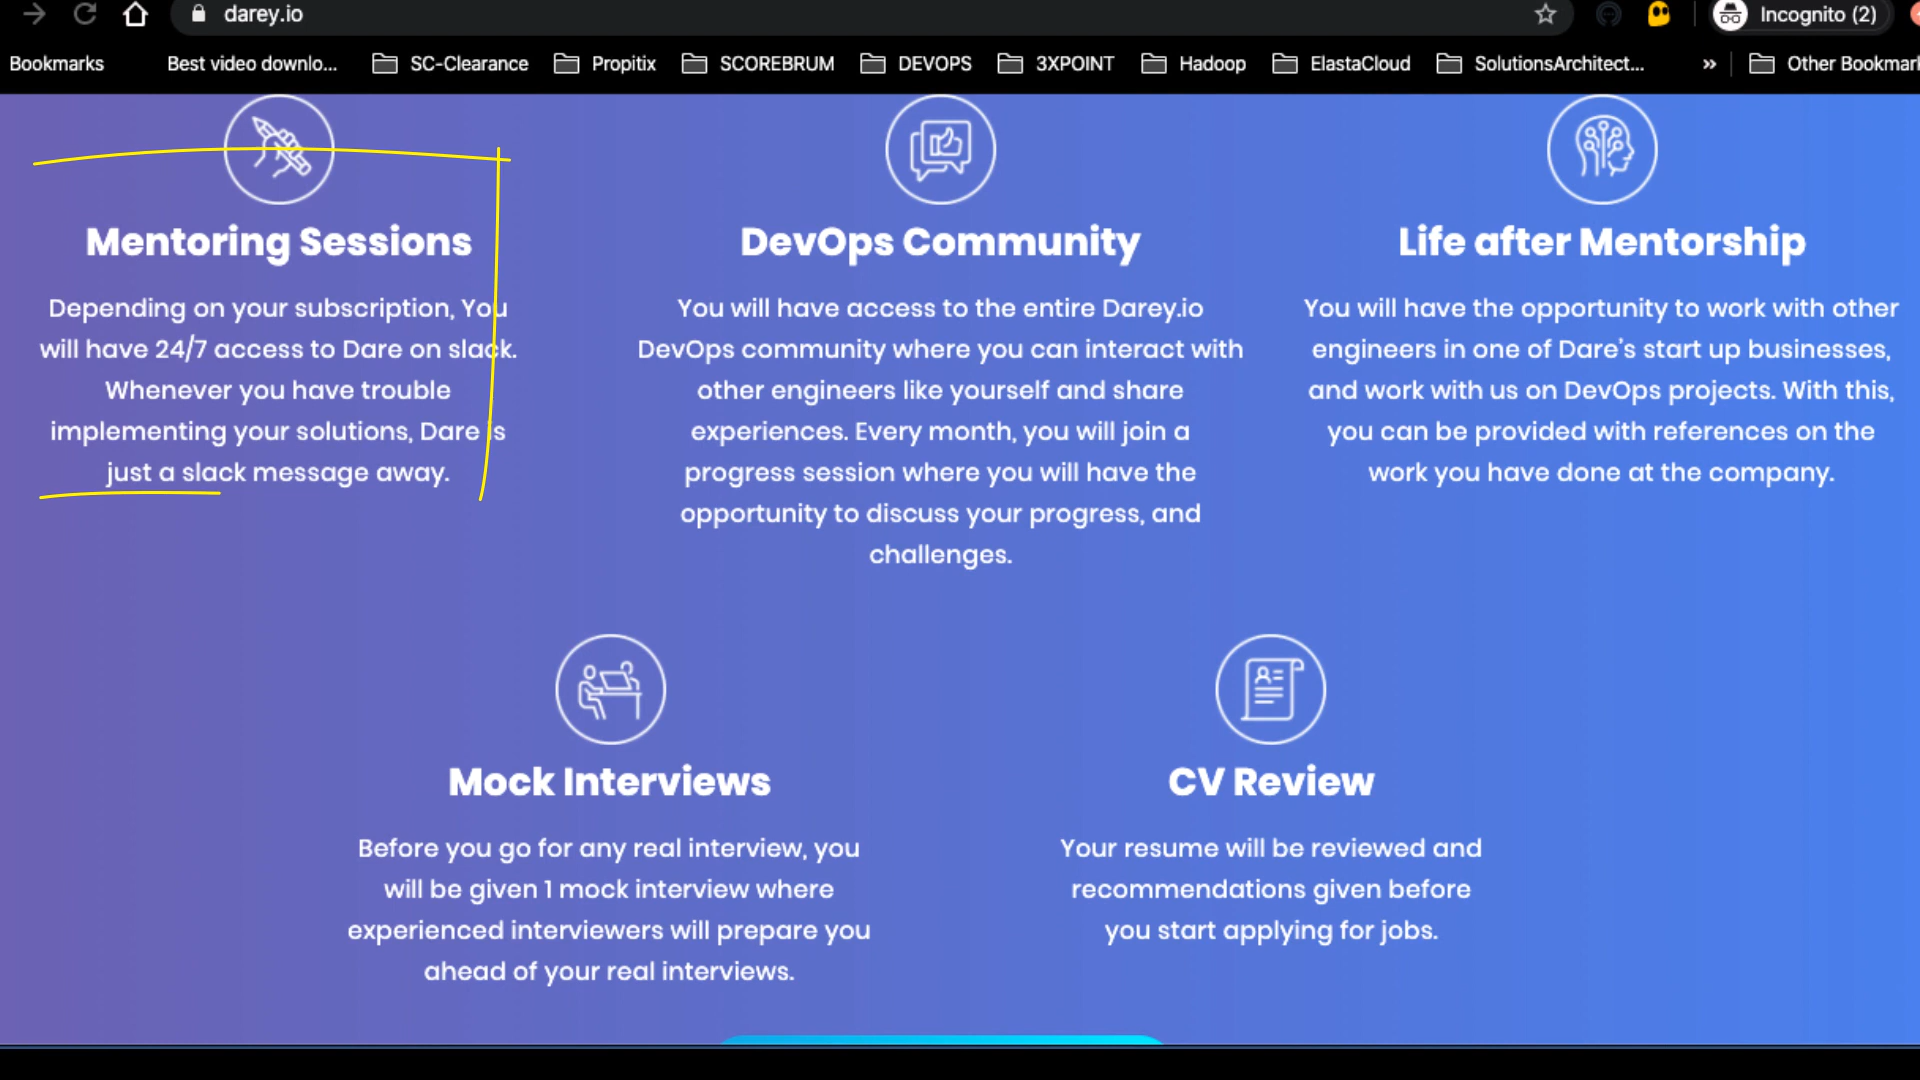 darey.io
Incognito (2)
Bookmarks
Best video downlo...
SC-Clearance
Propitix
SCOREBRUM
DEVOPS
3XPOINT
Hadoop
ElastaCloud
SolutionsArchitect...
»
Other Bookmark
Mentoring Sessions
Depending on your subscription, You
will have 24/7 access to Dare on slack.
Whenever you have trouble
implementing your solutions, Dare is
just a slack message away.
DevOps Community
You will have access to the entire Darey.io
DevOps community where you can interact with
other engineers like yourself and share
experiences. Every month, you will join a
progress session where you will have the
opportunity to discuss your progress, and
challenges.
Life after Mentorship
You will have the opportunity to work with other
engineers in one of Dare's start up businesses,
and work with us on DevOps projects. With this,
you can be provided with references on the
work you have done at the company.
Mock Interviews
Before you go for any real interview, you
will be given 1 mock interview where
experienced interviewers will prepare you
ahead of your real interviews.
CV Review
Your resume will be reviewed and
recommendations given before
you start applying for jobs.